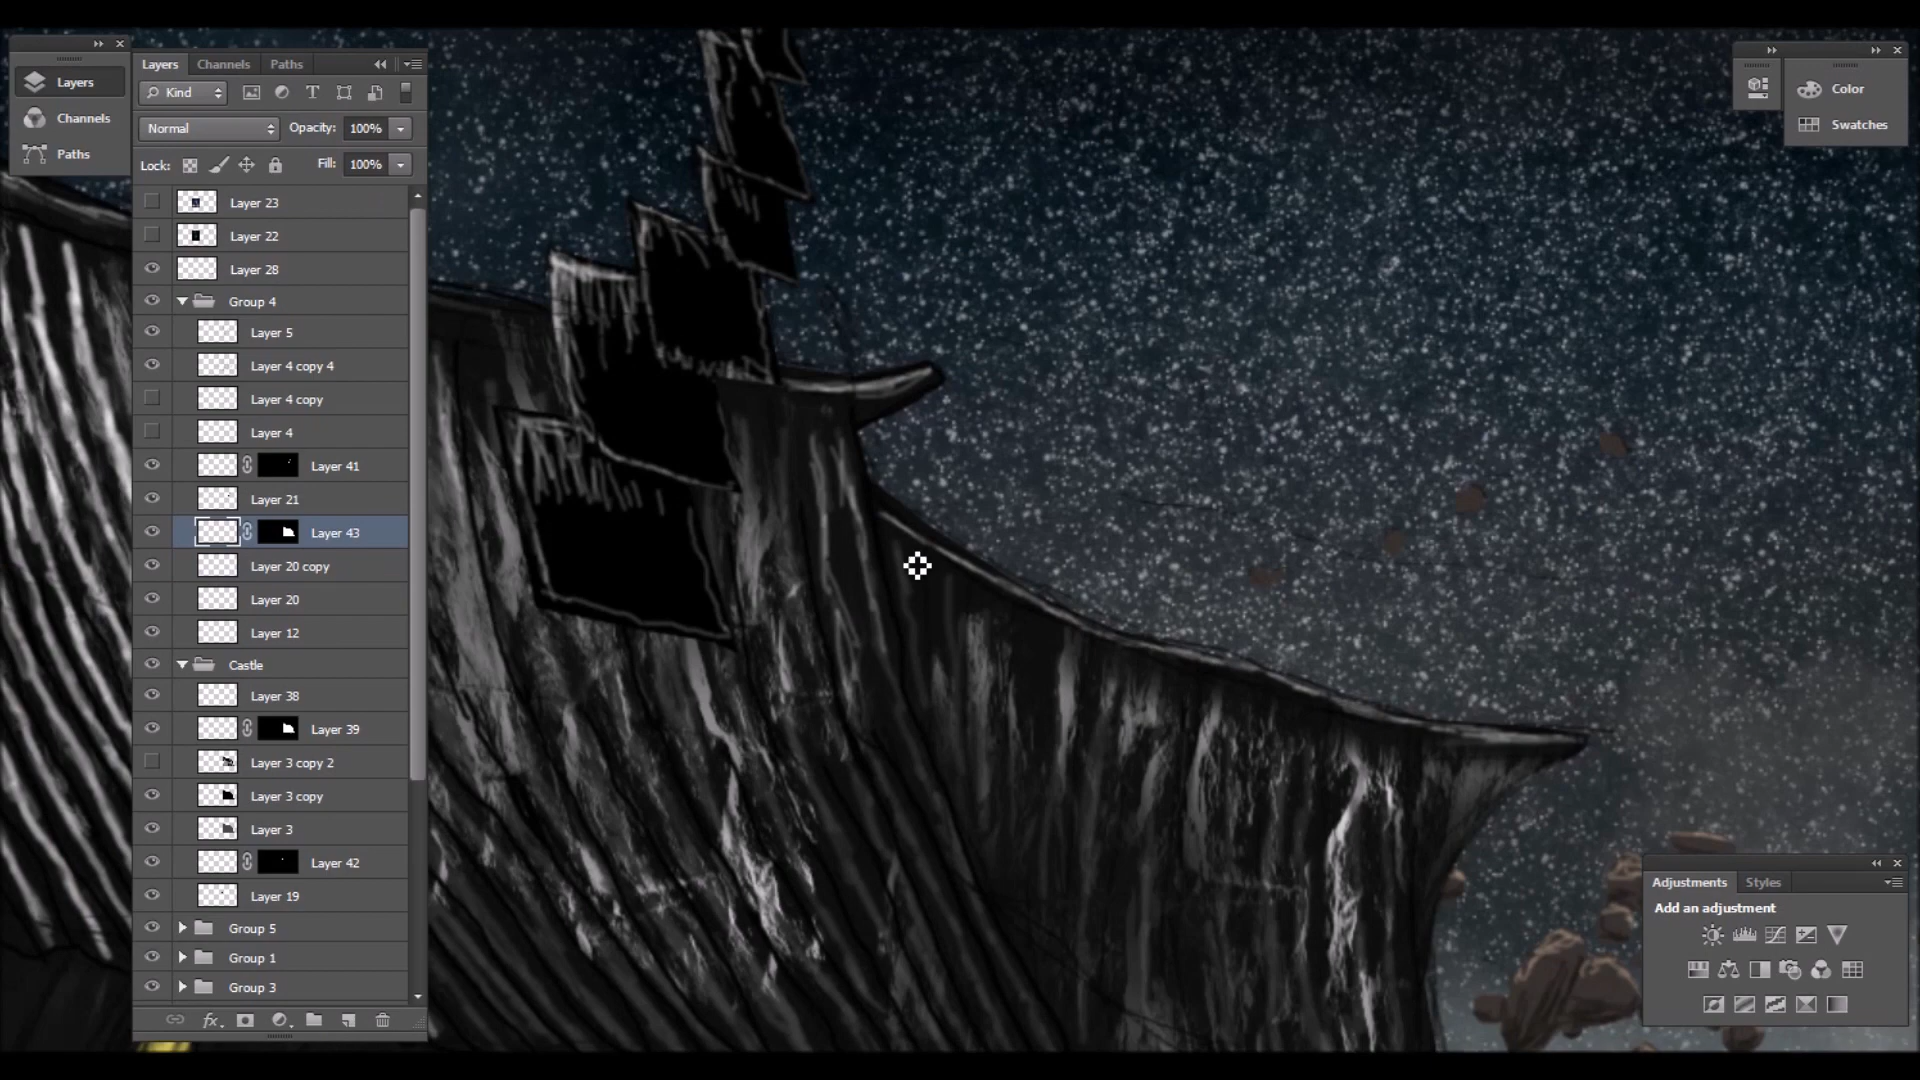 Layers
Channels
Paths
Layers Channels Paths
Kind
Normal Opacity: 100%
Lock: Fill: 100%
Layer 23
Layer 22
Layer 28
Group 4
Layer 5
Layer 4 copy 4
Layer 4 copy
Layer 4
Layer 41
Layer 21
Layer 43
Layer 20 copy
Layer 20
Layer 12
Castle
Layer 38
Layer 39
Layer 3 copy 2
Layer 3 copy
Layer 3
Layer 42
Layer 19
Group 5
Group 1
Group 3
fx
Color
Swatches
Adjustments Styles
Add an adjustment